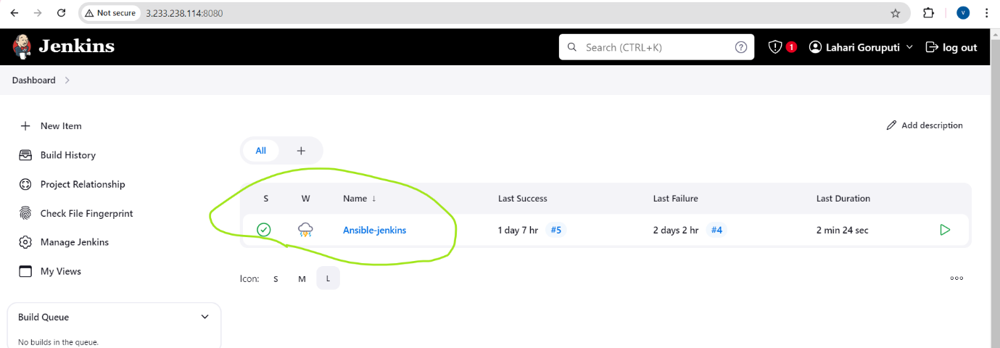 Not secure 3.233.238.114:8080
Jenkins Search (CTRL+K) ? 1 Lahari Goruputi log out
Dashboard
New Item
Build History
Project Relationship
Check File Fingerprint
Manage Jenkins
My Views
Build Queue
No builds in the queue.
Add description
All +
S W Name ↓ Last Success Last Failure Last Duration
Ansible-jenkins 1 day 7 hr #5 2 days 2 hr #4 2 min 24 sec
Icon: S M L